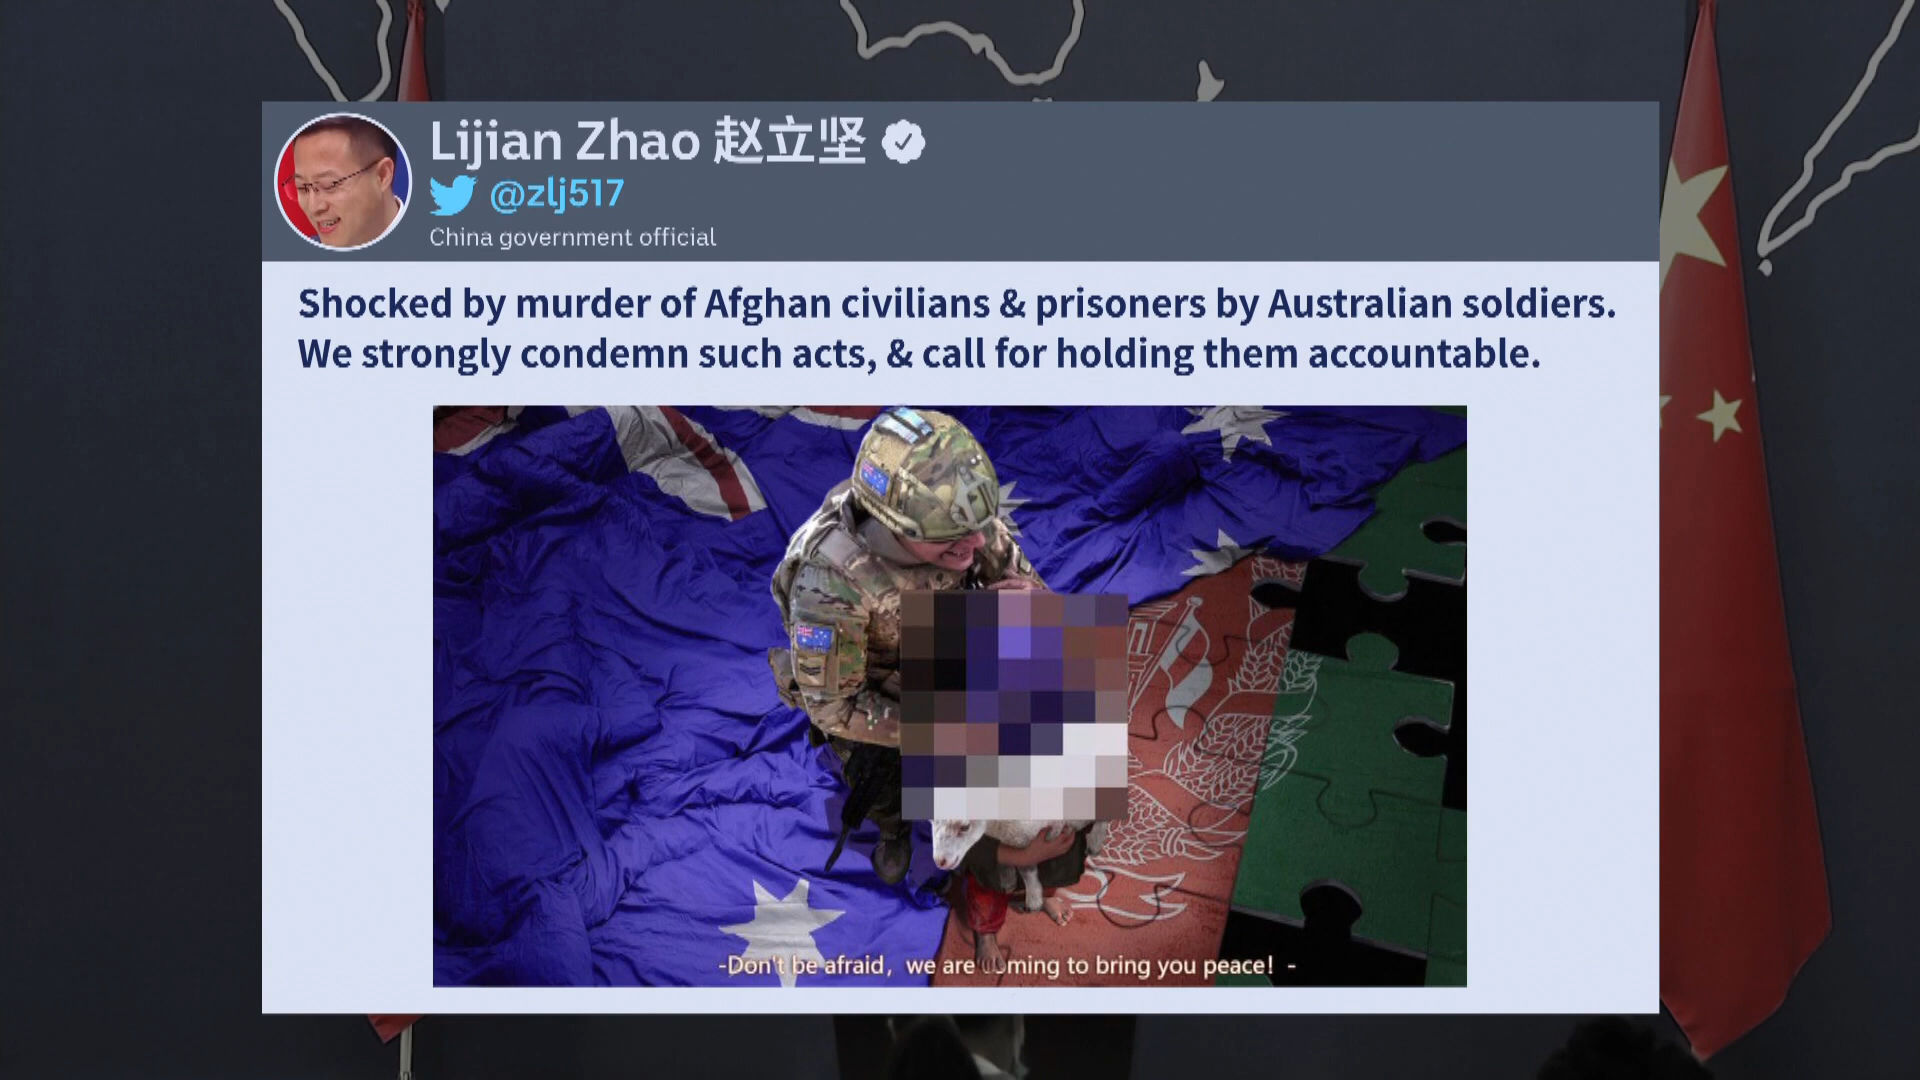 Lijian Zhao 赵立坚
@zlj517
China government official
Shocked by murder of Afghan civilians & prisoners by Australian soldiers.
We strongly condemn such acts, & call for holding them accountable.
-Don't be afraid, we are coming to bring you peace! -